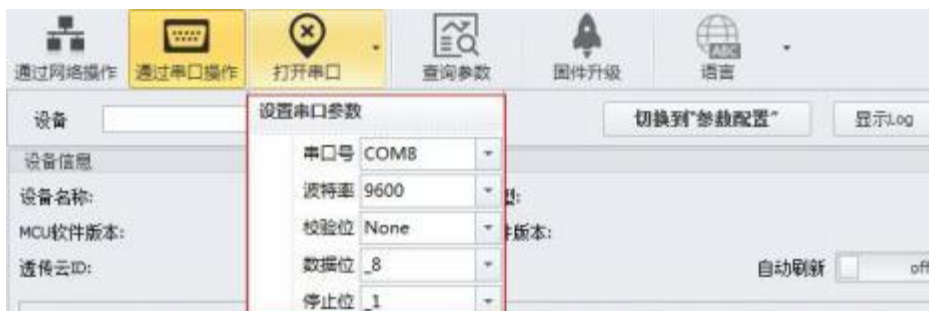 通过网络操作 通过串口操作 打开串口 查询参数 固件升级 语言
ABC
设备 切换到"参数配置" 显示Log
设置串口参数
串口号 COM8
设备信息
波特率 9600
设备名称: 型:
校验位 None
MCU软件版本: 件版本:
数据位 _8
透传云ID: 自动刷新 off
停止位 _1